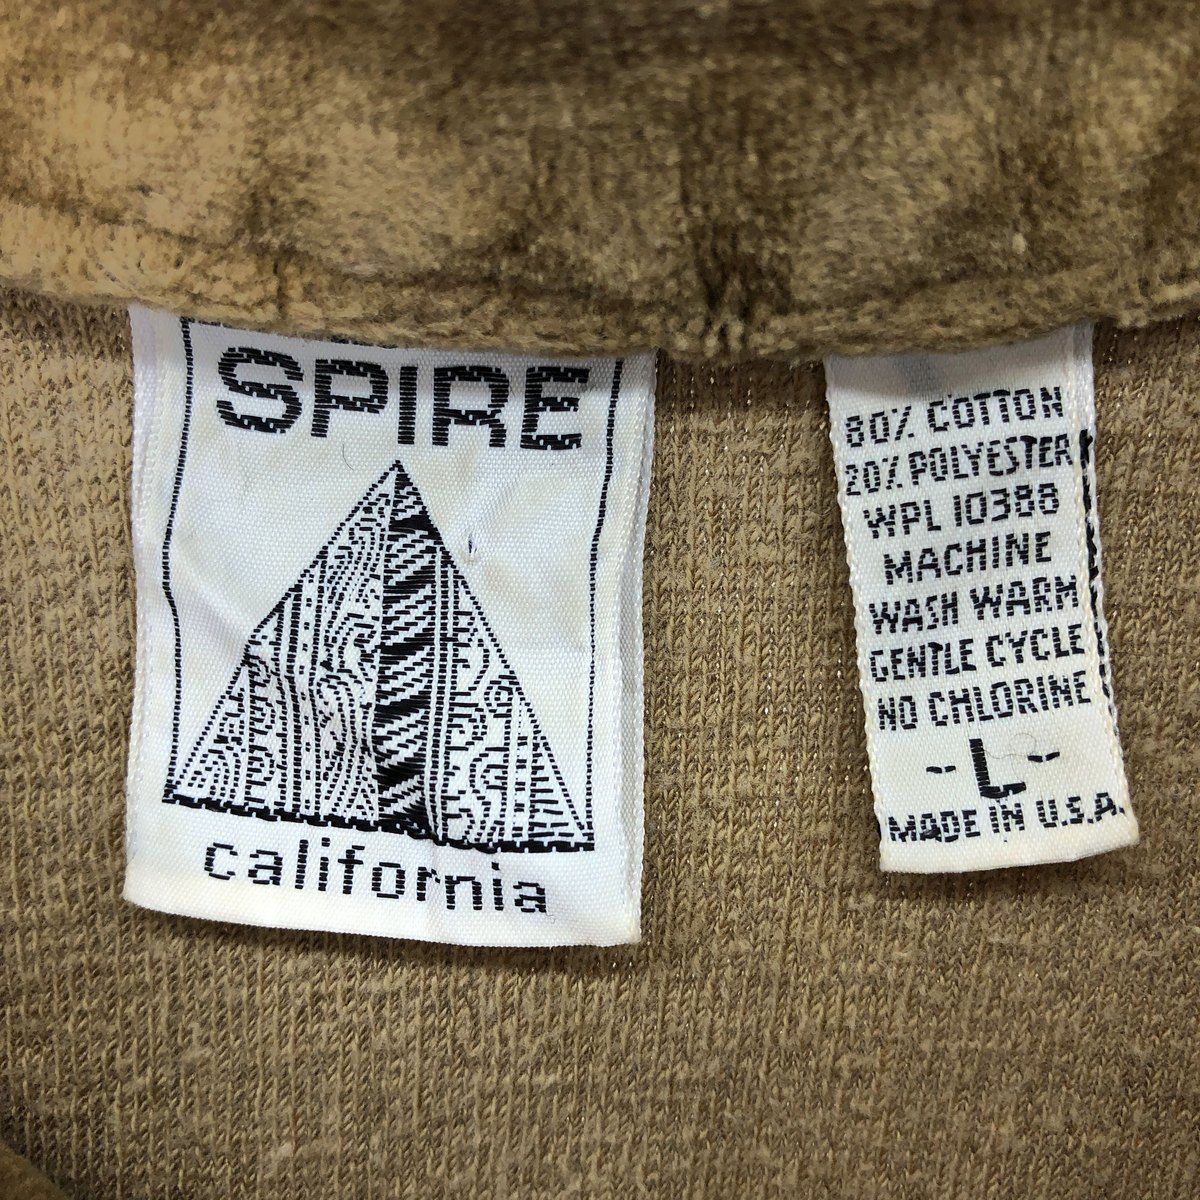 SPIRE
california
80% COTTON
20% POLYESTER
WPL 10388
MACHINE
WASH WARM
GENTLE CYCLE
NO CHLORINE
-L-
MADE IN U.S.A.